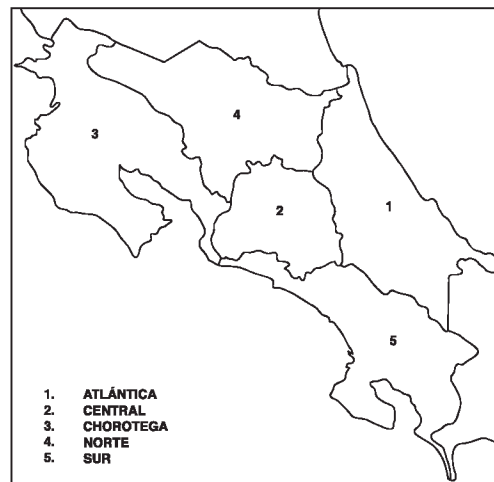 4
3
2
1
5
1. ATLÁNTICA
2. CENTRAL
3. CHOROTEGA
4. NORTE
5. SUR